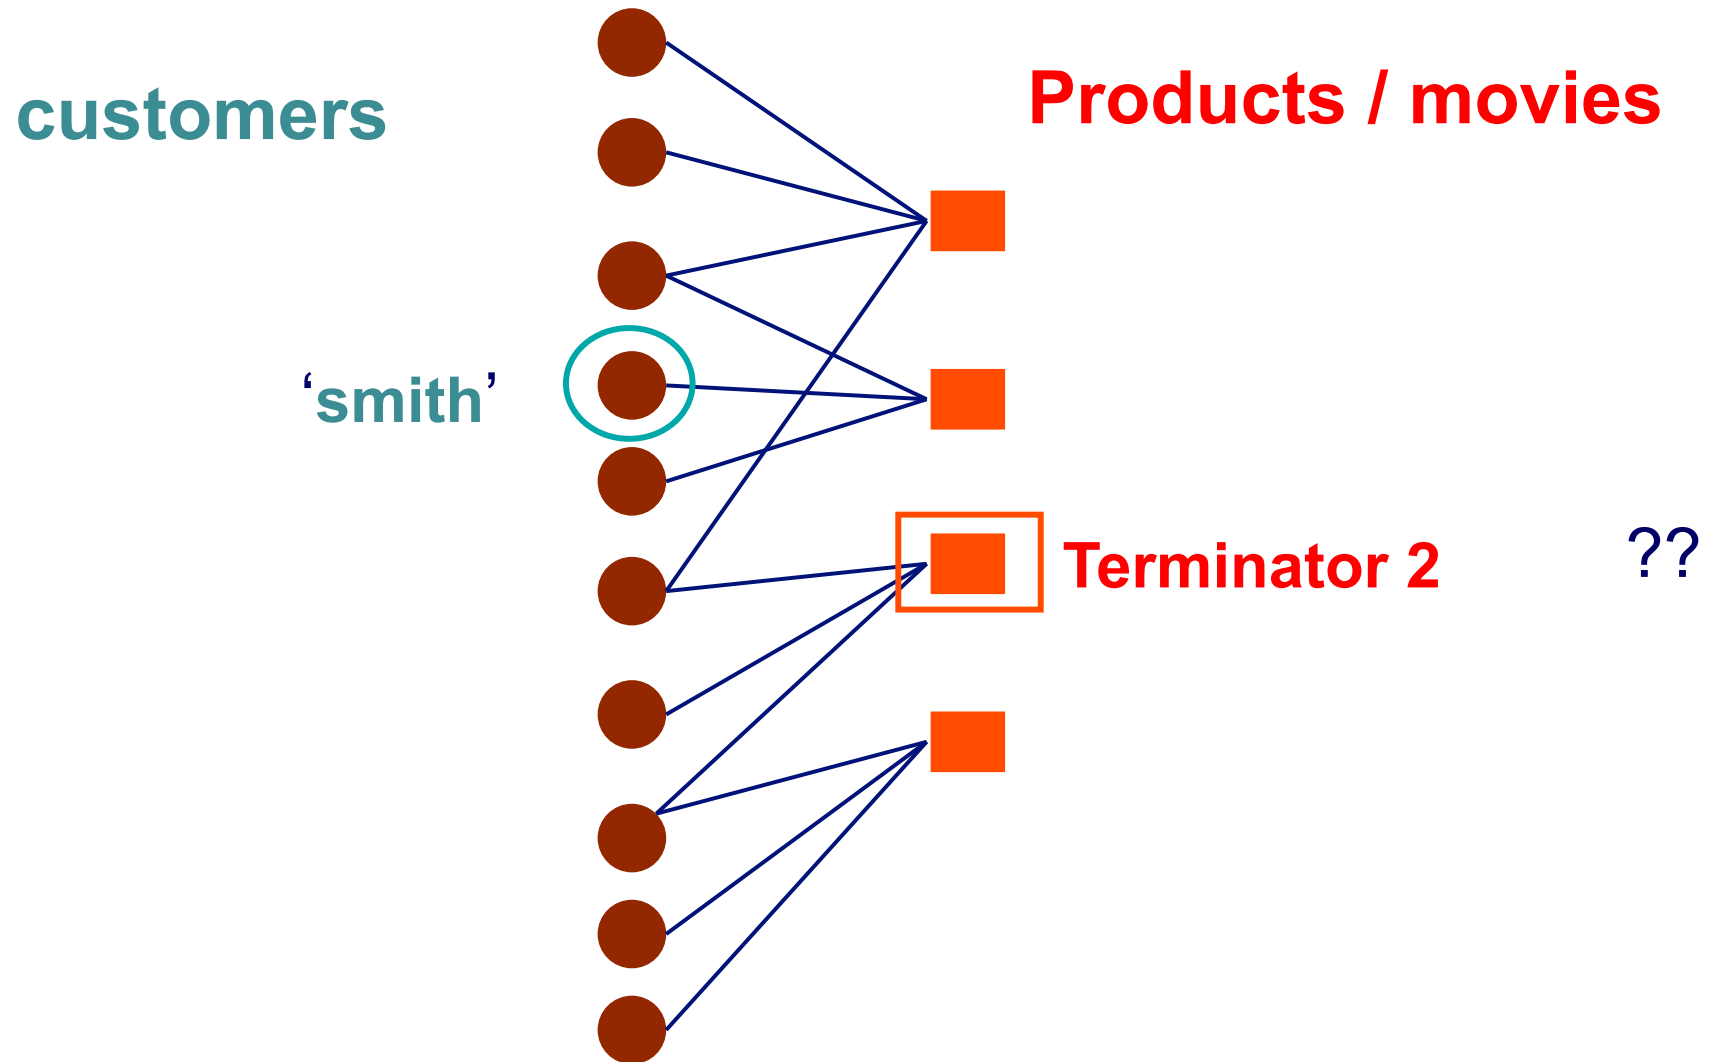 customers
Products / movies
‘smith’
Terminator 2
??